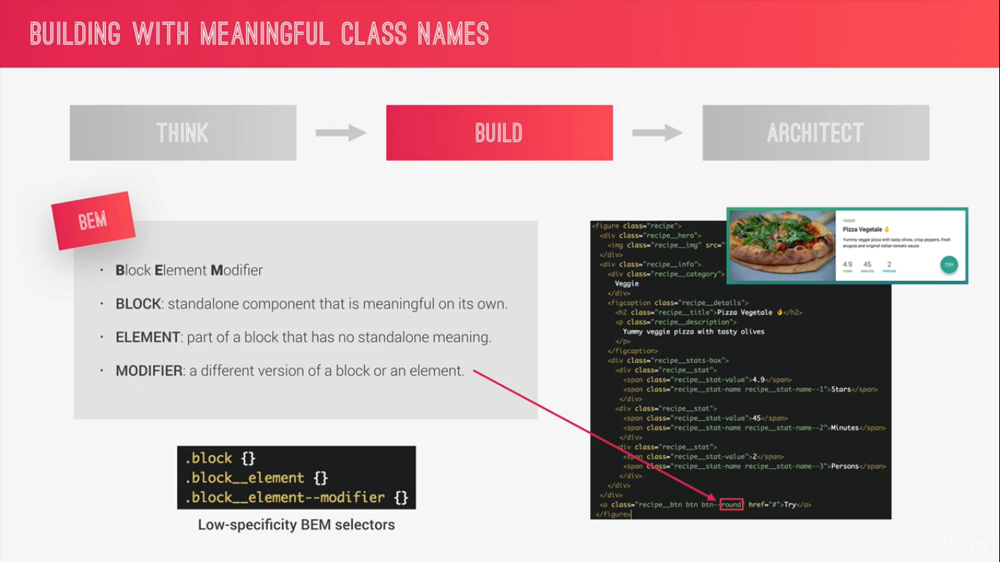 BUILDING WITH MEANINGFUL CLASS NAMES
THINK
BUILD
ARCHITECT
BEM
· Block Element Modifier
· BLOCK: standalone component that is meaningful on its own.
· ELEMENT: part of a block that has no standalone meaning.
· MODIFIER: a different version of a block or an element.
.block {}
.block__element {}
.block__element--modifier {}
Low-specificity BEM selectors
<figure class="recipe">
<div class="recipe__hero">
<img class="recipe__img" src="
</div>
<div class="recipe__info">
<div class="recipe__category">
Veggie
</div>
<figcaption class="recipe__details">
<h2 class="recipe__title">Pizza Vegetale 👌</h2>
<p class="recipe__description">
Yummy veggie pizza with tasty olives
</p>
</figcaption>
<div class="recipe__stats-box">
<div class="recipe__stat">
<span class="recipe__stat-value">4.9</span>
<span class="recipe__stat-name recipe__stat-name--1">Stars</span>
</div>
<div class="recipe__stat">
<span class="recipe__stat-value">45</span>
<span class="recipe__stat-name recipe__stat-name--2">Minutes</span>
</div>
<div class="recipe__stat">
<span class="recipe__stat-value">2</span>
<span class="recipe__stat-name recipe__stat-name--3">Persons</span>
</div>
</div>
</div>
<a class="recipe__btn btn btn--round" href="#">Try</a>
</figure>
VEGGIE
Pizza Vegetale 👌
Yummy veggie pizza with tasty olives, crisp peppers, fresh
arugula and original italian tomato sauce.
4.9 45 2
STARS MINUTES PERSONS
TRY
udemy